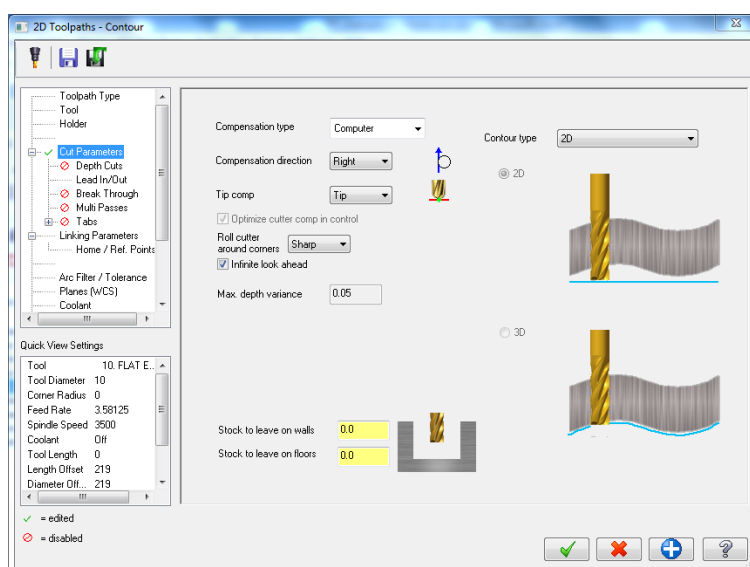 2D Toolpaths - Contour
Toolpath Type
Tool
Holder
Cut Parameters
Depth Cuts
Lead In/Out
Break Through
Multi Passes
Tabs
Linking Parameters
Home / Ref. Points
Arc Filter / Tolerance
Planes (WCS)
Coolant
Quick View Settings
Tool 10. FLAT E...
Tool Diameter 10
Corner Radius 0
Feed Rate 3.58125
Spindle Speed 3500
Coolant Off
Tool Length 0
Length Offset 219
Diameter Off... 219
= edited
= disabled
Compensation type Computer
Compensation direction Right
Tip comp Tip
Optimize cutter comp in control
Roll cutter
around corners Sharp
Infinite look ahead
Max. depth variance 0.05
Stock to leave on walls 0.0
Stock to leave on floors 0.0
Contour type 2D
2D
3D